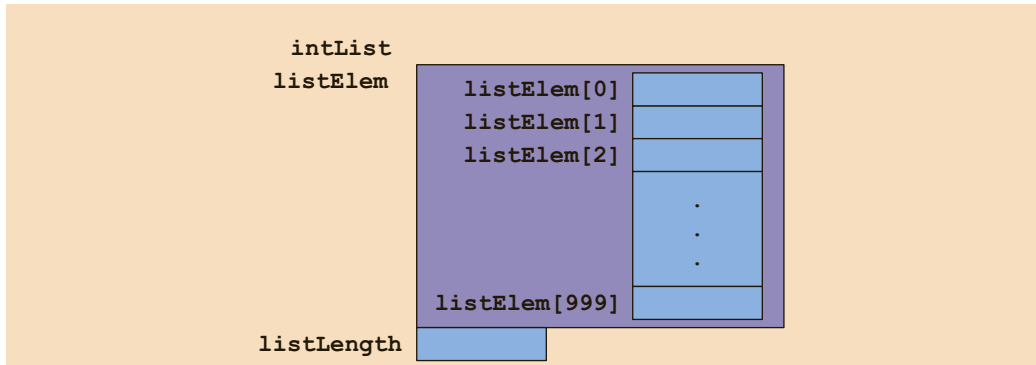 intList
listElem
listElem[0]
listElem[1]
listElem[2]
.
.
.
listElem[999]
listLength